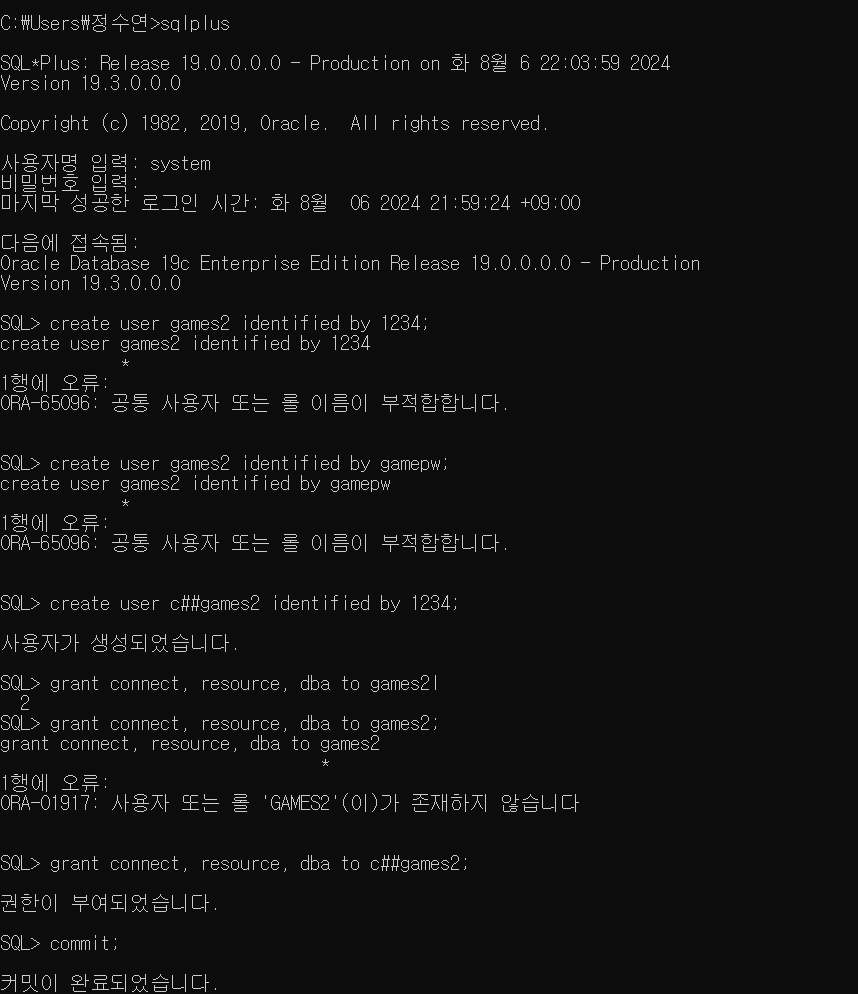 C:₩Users₩정수연>sqlplus
SQL*Plus: Release 19.0.0.0.0 - Production on 화 8월 6 22:03:59 2024
Version 19.3.0.0.0
Copyright (c) 1982, 2019, Oracle.  All rights reserved.
사용자명 입력: system
비밀번호 입력:
마지막 성공한 로그인 시간: 화 8월  06 2024 21:59:24 +09:00
다음에 접속됨:
Oracle Database 19c Enterprise Edition Release 19.0.0.0.0 - Production
Version 19.3.0.0.0
SQL> create user games2 identified by 1234;
create user games2 identified by 1234
            *
1행에 오류:
ORA-65096: 공통 사용자 또는 롤 이름이 부적합합니다.
SQL> create user games2 identified by gamepw;
create user games2 identified by gamepw
            *
1행에 오류:
ORA-65096: 공통 사용자 또는 롤 이름이 부적합합니다.
SQL> create user c##games2 identified by 1234;
사용자가 생성되었습니다.
SQL> grant connect, resource, dba to games2l
  2
SQL> grant connect, resource, dba to games2;
grant connect, resource, dba to games2
                                *
1행에 오류:
ORA-01917: 사용자 또는 롤 'GAMES2'(이)가 존재하지 않습니다
SQL> grant connect, resource, dba to c##games2;
권한이 부여되었습니다.
SQL> commit;
커밋이 완료되었습니다.